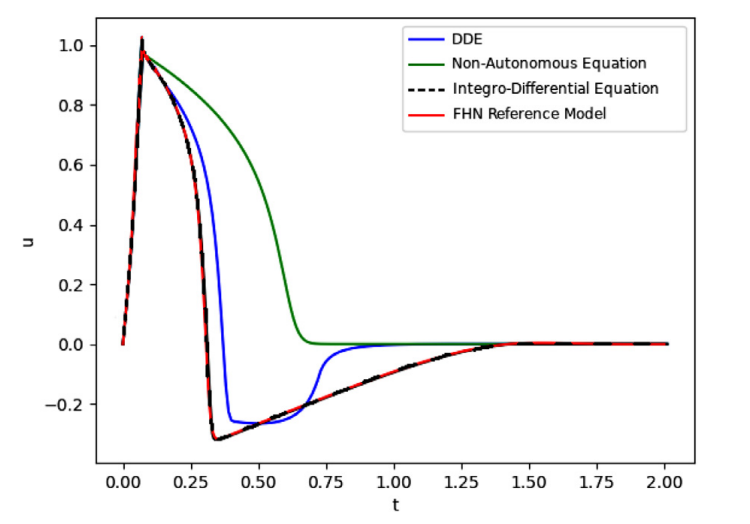 DDE
Non-Autonomous Equation
Integro-Differential Equation
FHN Reference Model
1.0
0.8
0.6
0.4
0.2
0.0
−0.2
u
0.00 0.25 0.50 0.75 1.00 1.25 1.50 1.75 2.00
t